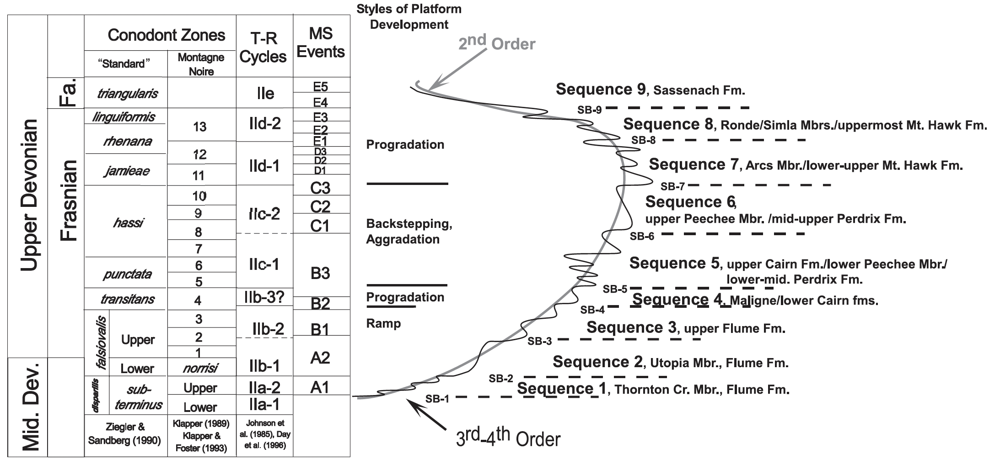 Styles of Platform
Development
2nd Order
Conodont Zones
T-R
Cycles
MS
Events
“Standard”
Montagne
Noire
Upper Devonian
Mid. Dev.
Fa.
Frasnian
triangularis
linguiformis
rhenana
jamieae
hassi
punctata
transitans
falsiovalis
Upper
Lower
disparilis
sub-
terminus
13
12
11
10
9
8
7
6
5
4
3
2
1
norrisi
Upper
Lower
IIe
IId-2
IId-1
IIc-2
IIc-1
IIb-3?
IIb-2
IIb-1
IIa-2
IIa-1
E5
E4
E3
E2
E1
D3
D2
D1
C3
C2
C1
B3
B2
B1
A2
A1
Ziegler &
Sandberg (1990)
Klapper (1989)
Klapper &
Foster (1993)
Johnson et
al. (1985), Day
et al. (1996)
Progradation
Backstepping,
Aggradation
Progradation
Ramp
Sequence 9, Sassenach Fm.
SB-9
Sequence 8, Ronde/Simla Mbrs./uppermost Mt. Hawk Fm.
SB-8
Sequence 7, Arcs Mbr./lower-upper Mt. Hawk Fm.
SB-7
Sequence 6,
upper Peechee Mbr. /mid-upper Perdrix Fm.
SB-6
Sequence 5, upper Cairn Fm./lower Peechee Mbr./
lower-mid. Perdrix Fm.
SB-5
Sequence 4, Maligne/lower Cairn fms.
SB-4
Sequence 3, upper Flume Fm.
SB-3
Sequence 2, Utopia Mbr., Flume Fm.
SB-2
Sequence 1, Thornton Cr. Mbr., Flume Fm.
SB-1
3rd-4th Order